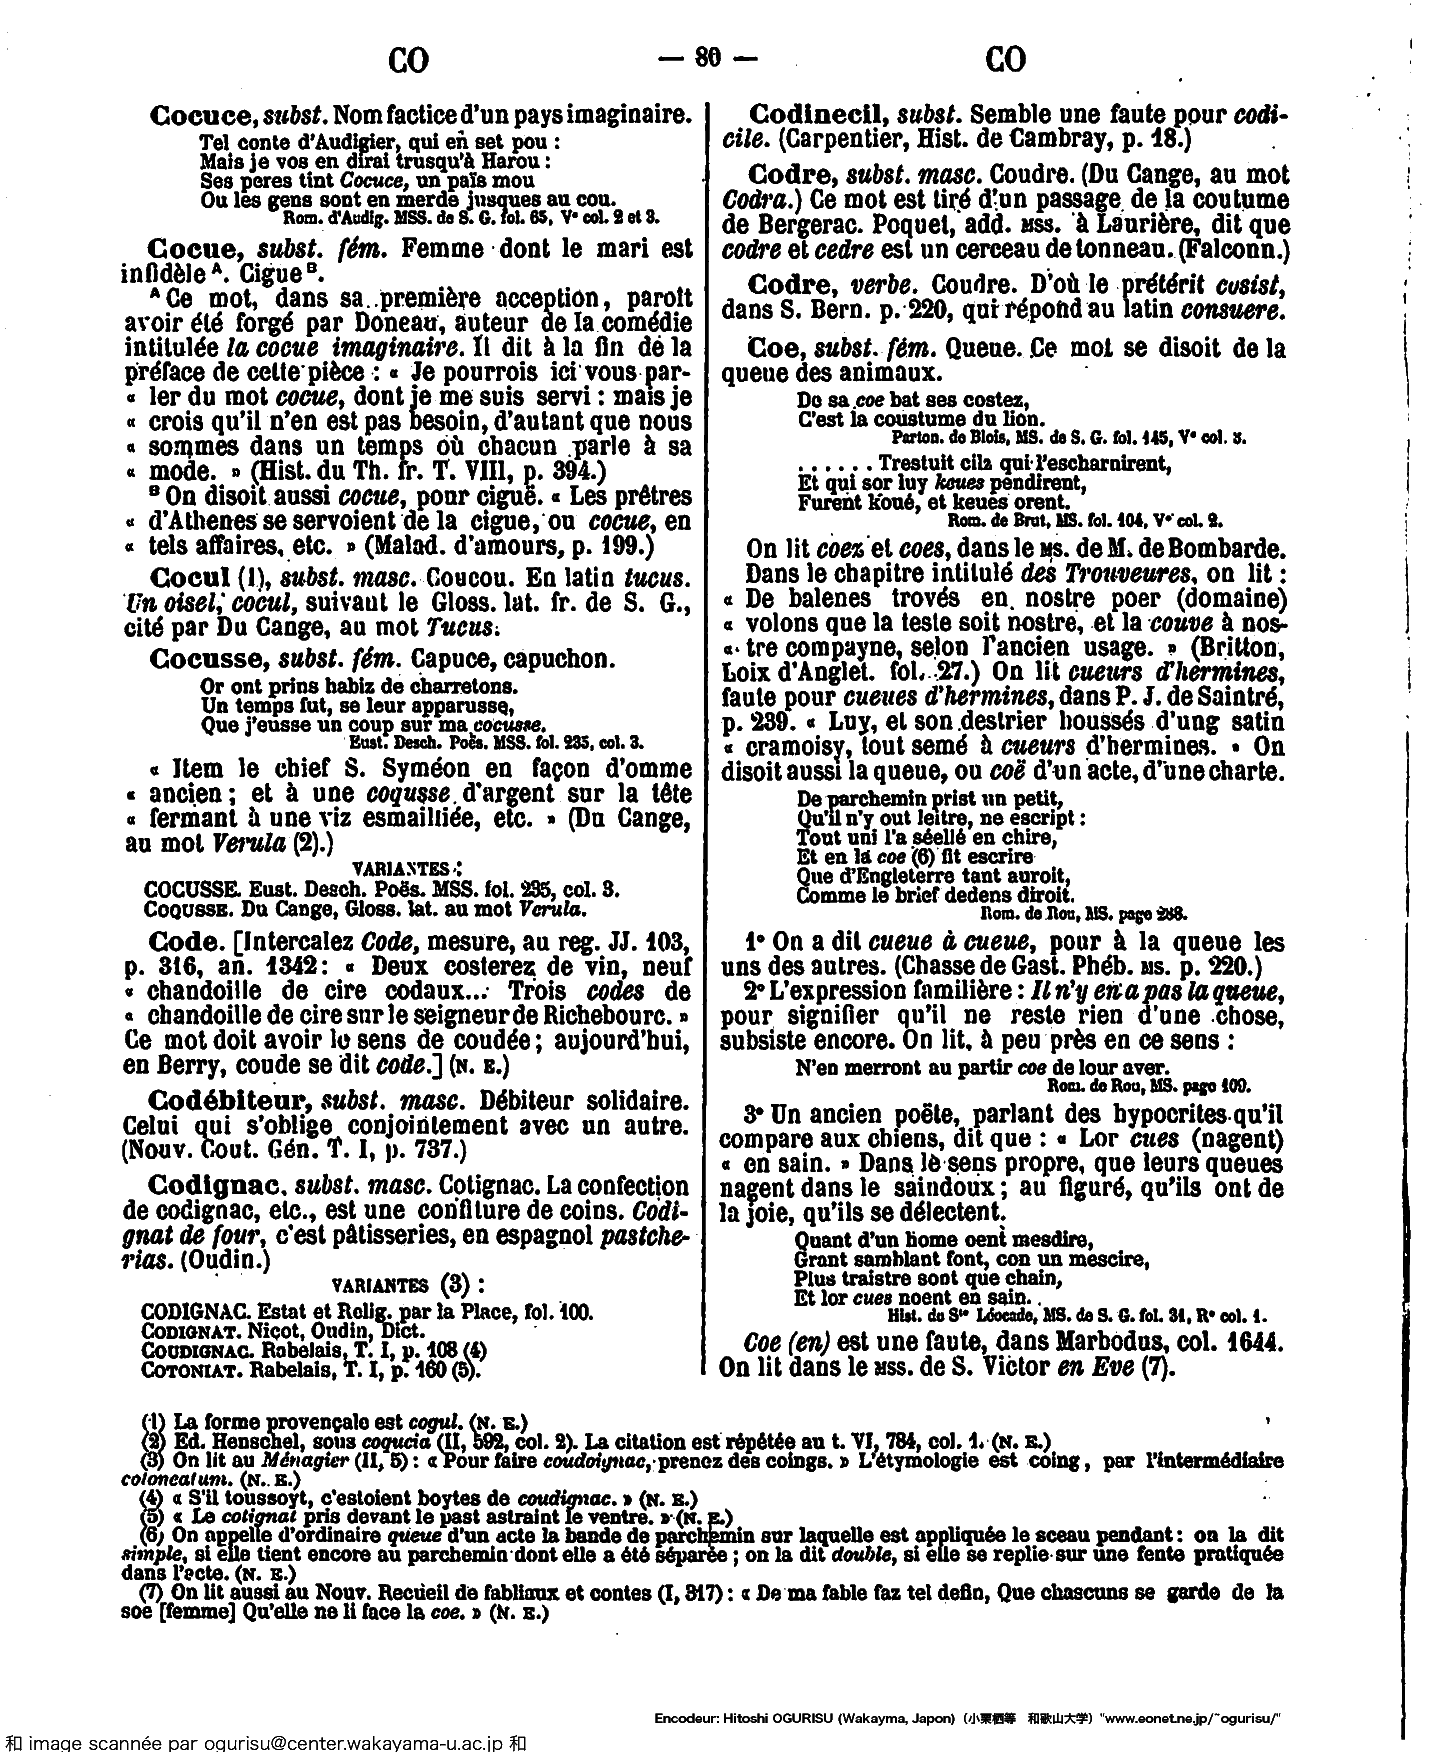 CO — 80 — CO
Cocuce, subst. Nom factice d'un pays imaginaire.
Tel conte d'Audigier, qui en set pou :
Mais je vos en dirai trusqu'à Harou :
Ses peres tint Cocuce, un païs mou
Ou les gens sont en merde jusques au cou.
Rom. d'Audig. MSS. de S. G. fol. 65, V° col. 2 et 3.
Cocue, subst. fém. Femme dont le mari est
infidèle A. Cigue B.
A Ce mot, dans sa première acception, paroît
avoir été forgé par Doneau, auteur de la comédie
intitulée la cocue imaginaire. Il dit à la fin de la
préface de cette pièce : « Je pourrois ici vous par-
« ler du mot cocue, dont je me suis servi : mais je
« crois qu'il n'en est pas besoin, d'autant que nous
« sommes dans un temps où chacun parle à sa
« mode. » (Hist. du Th. fr. T. VIII, p. 394.)
B On disoit aussi cocue, pour ciguë. « Les prêtres
« d'Athenes se servoient de la cigue, ou cocue, en
« tels affaires, etc. » (Malad. d'amours, p. 199.)
Cocul (1), subst. masc. Coucou. En latin tucus.
Un oisel, cocul, suivant le Gloss. lat. fr. de S. G.,
cité par Du Cange, au mot Tucus.
Cocusse, subst. fém. Capuce, capuchon.
Or ont prins habiz de charretons.
Un temps fut, se leur apparusse,
Que j'eusse un coup sur ma cocusse.
Eust. Desch. Poës. MSS. fol. 235, col. 3.
« Item le chief S. Syméon en façon d'omme
« ancien ; et à une coqusse d'argent sur la tête
« fermant à une viz esmailliée, etc. » (Du Cange,
au mot Verula (2).)
VARIANTES :
COCUSSE. Eust. Desch. Poës. MSS. fol. 235, col. 3.
COQUSSE. Du Cange, Gloss. lat. au mot Verula.
Code. [Intercalez Code, mesure, au reg. JJ. 103,
p. 316, an. 1342 : « Deux costerez de vin, neuf
« chandoille de cire codaux... Trois codes de
« chandoille de cire sur le seigneur de Richebourc. »
Ce mot doit avoir le sens de coudée ; aujourd'hui,
en Berry, coude se dit code.] (N. E.)
Codébiteur, subst. masc. Débiteur solidaire.
Celui qui s'oblige conjointement avec un autre.
(Nouv. Cout. Gén. T. I, p. 737.)
Codignac, subst. masc. Cotignac. La confection
de codignac, etc., est une confiture de coins. Codi-
gnat de four, c'est pâtisseries, en espagnol pastche-
rias. (Oudin.)
VARIANTES (3) :
CODIGNAC. Estat et Relig. par la Place, fol. 100.
CODIGNAT. Niçot, Oudin, Dict.
COUDIGNAC. Rabelais, T. I, p. 108 (4)
COTONIAT. Rabelais, T. I, p. 160 (5).
Codinecil, subst. Semble une faute pour codi-
cile. (Carpentier, Hist. de Cambray, p. 18.)
Codre, subst. masc. Coudre. (Du Cange, au mot
Codra.) Ce mot est tiré d'un passage de la coutume
de Bergerac. Poquet, add. MSS. à Laurière, dit que
codre et cedre est un cerceau de tonneau. (Falconn.)
Codre, verbe. Coudre. D'où le prétérit cusist,
dans S. Bern. p. 220, qui répond au latin consuere.
Coe, subst. fém. Queue. Ce mot se disoit de la
queue des animaux.
De sa coe bat ses costez,
C'est la coustume du lion.
Parton. de Blois, MS. de S. G. fol. 145, V° col. 3.
. . . . . . Trestuit cilz qui l'escharnirent,
Et qui sor luy keues pendirent,
Furent koué, et keues orent.
Rom. de Brut, MS. fol. 104, V° col. 2.
On lit coez et coes, dans le MS. de M. de Bombarde.
Dans le chapitre intitulé des Trouveures, on lit :
« De balenes trovés en nostre poer (domaine)
« volons que la teste soit nostre, et la couve à nos-
« tre compayne, selon l'ancien usage. » (Britton,
Loix d'Anglet. fol. 27.) On lit cueurs d'hermines,
faute pour cueues d'hermines, dans P. J. de Saintré,
p. 239. « Luy, et son destrier houssés d'ung satin
« cramoisy, tout semé à cueurs d'hermines. » On
disoit aussi la queue, ou coë d'un acte, d'une charte.
De parchemin prist un petit,
Qu'il n'y out leitre, ne escript :
Tout uni l'a séellé en chire,
Et en la coe (6) fit escrire
Que d'Engleterre tant auroit,
Comme le brief dedens diroit.
Rom. de Rou, MS. page 288.
1° On a dit cueue à cueue, pour à la queue les
uns des autres. (Chasse de Gast. Phéb. MS. p. 220.)
2° L'expression familière : Il n'y en a pas la queue,
pour signifier qu'il ne reste rien d'une chose,
subsiste encore. On lit, à peu près en ce sens :
N'en merront au partir coe de lour aver.
Rom. de Rou, MS. page 109.
3° Un ancien poëte, parlant des hypocrites qu'il
compare aux chiens, dit que : « Lor cues (nagent)
« en sain. » Dans le sens propre, que leurs queues
nagent dans le saindoux ; au figuré, qu'ils ont de
la joie, qu'ils se délectent.
Quant d'un home oent mesdire,
Grant samblant font, con un mescire,
Plus traistre sont que chain,
Et lor cues noent en sain.
Hist. de Ste Léocade, MS. de S. G. fol. 31, R° col. 1.
Coe (en) est une faute, dans Marbodus, col. 1644.
On lit dans le MSS. de S. Victor en Eve (7).
(1) La forme provençale est cogul. (N. E.)
(2) Ed. Henschel, sous coqucia (II, 592, col. 2). La citation est répétée au t. VI, 784, col. 1. (N. E.)
(3) On lit au Ménagier (II, 5) : « Pour faire coudoignac, prenez des coings. » L'étymologie est coing, par l'intermédiaire
coloneatum. (N. E.)
(4) « S'il toussoyt, c'estoient boytes de coudignac. » (N. E.)
(5) « Le cotignat pris devant le past astraint le ventre. » (N. E.)
(6) On appelle d'ordinaire queue d'un acte la bande de parchemin sur laquelle est appliquée le sceau pendant : on la dit
simple, si elle tient encore au parchemin dont elle a été séparée ; on la dit double, si elle se replie sur une fente pratiquée
dans l'acte. (N. E.)
(7) On lit aussi au Nouv. Recueil de fabliaux et contes (I, 317) : « De ma fable faz tel defin, Que chascuns se garde de la
soe [femme] Qu'elle ne li face la coe. » (N. E.)
Encodeur: Hitoshi OGURISU (Wakayma, Japon) (小栗栖等 和歌山大学) "www.eonet.ne.jp/~ogurisu/"
和 image scannée par ogurisu@center.wakayama-u.ac.jp 和